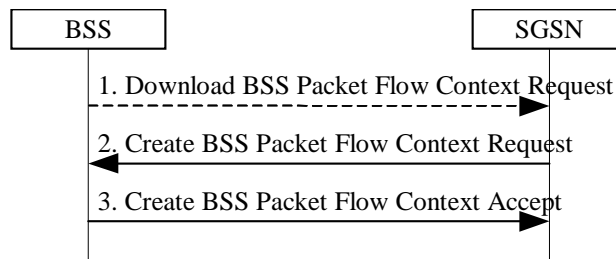 BSS
SGSN
1. Download BSS Packet Flow Context Request
2. Create BSS Packet Flow Context Request
3. Create BSS Packet Flow Context Accept